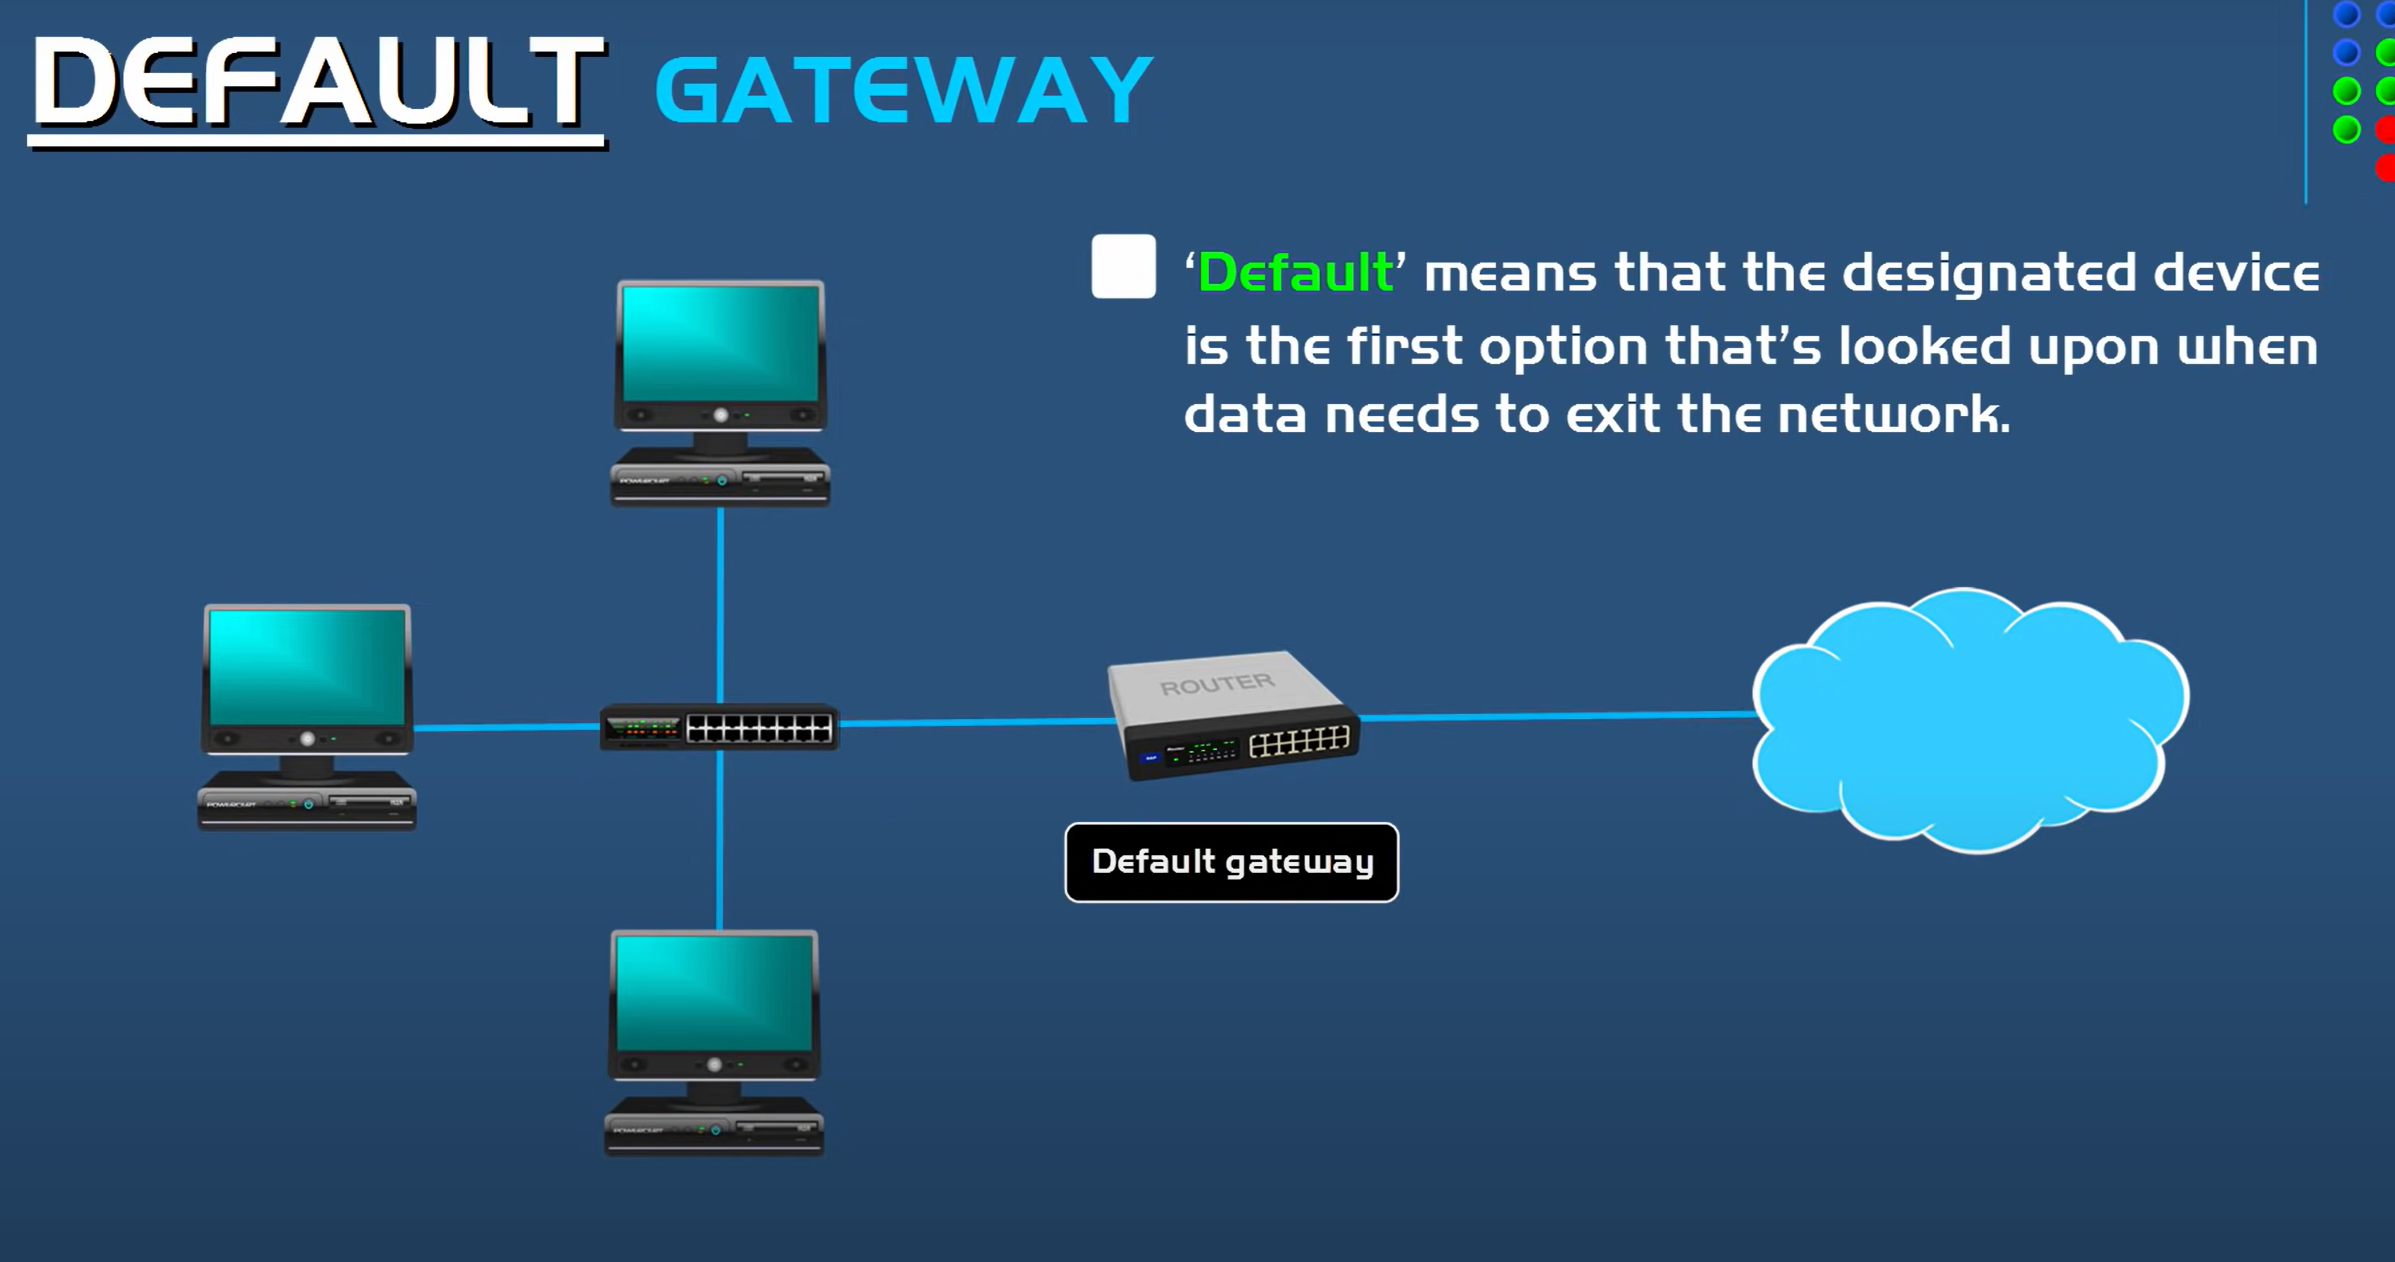 DEFAULT GATEWAY
‘Default’ means that the designated device
is the first option that’s looked upon when
data needs to exit the network.
ROUTER
Default gateway